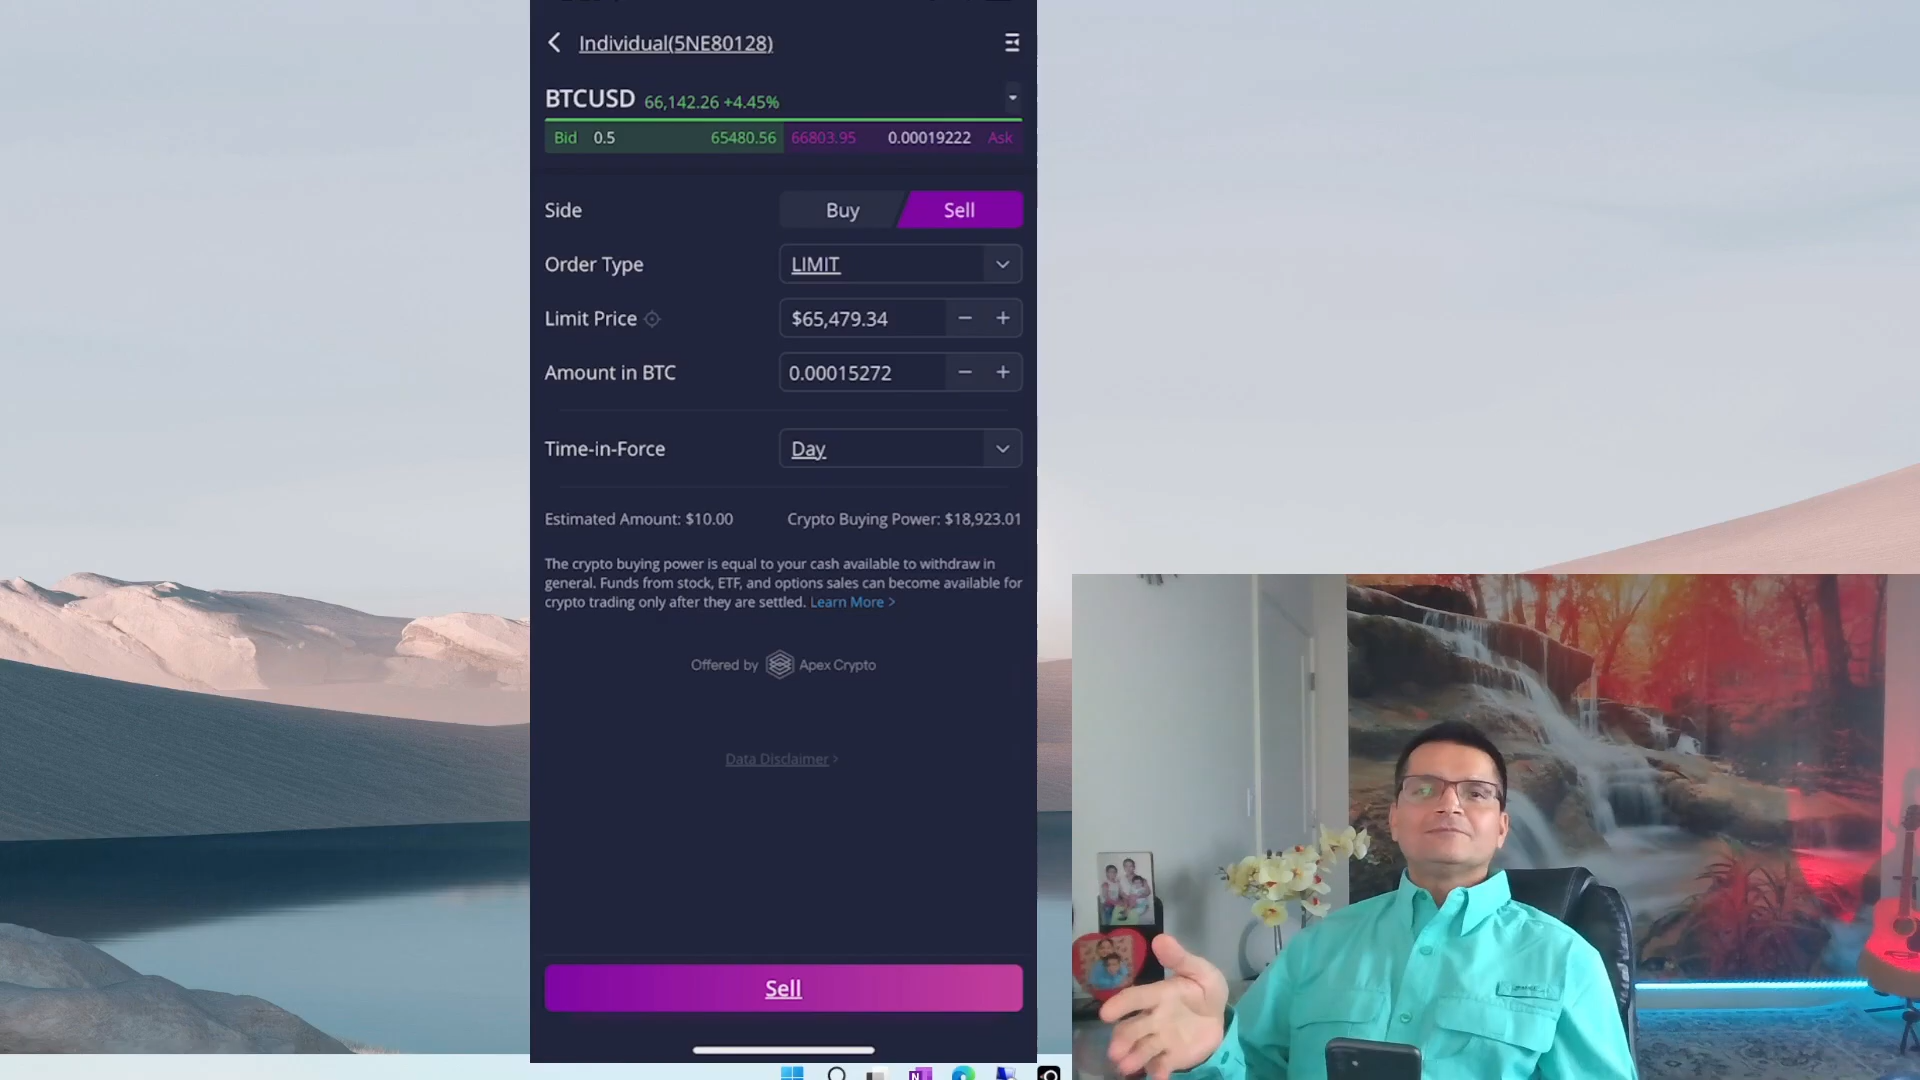 Individual(5NE80128)
BTCUSD 66,142.26 +4.45%
Bid 0.5 65480.56 66803.95 0.00019222 Ask
Side Buy Sell
Order Type LIMIT
Limit Price $65,479.34 − +
Amount in BTC 0.00015272 − +
Time-in-Force Day
Estimated Amount: $10.00 Crypto Buying Power: $18,923.01
The crypto buying power is equal to your cash available to withdraw in
general. Funds from stock, ETF, and options sales can become available for
crypto trading only after they are settled. Learn More >
Offered by Apex Crypto
Data Disclaimer >
Sell
N